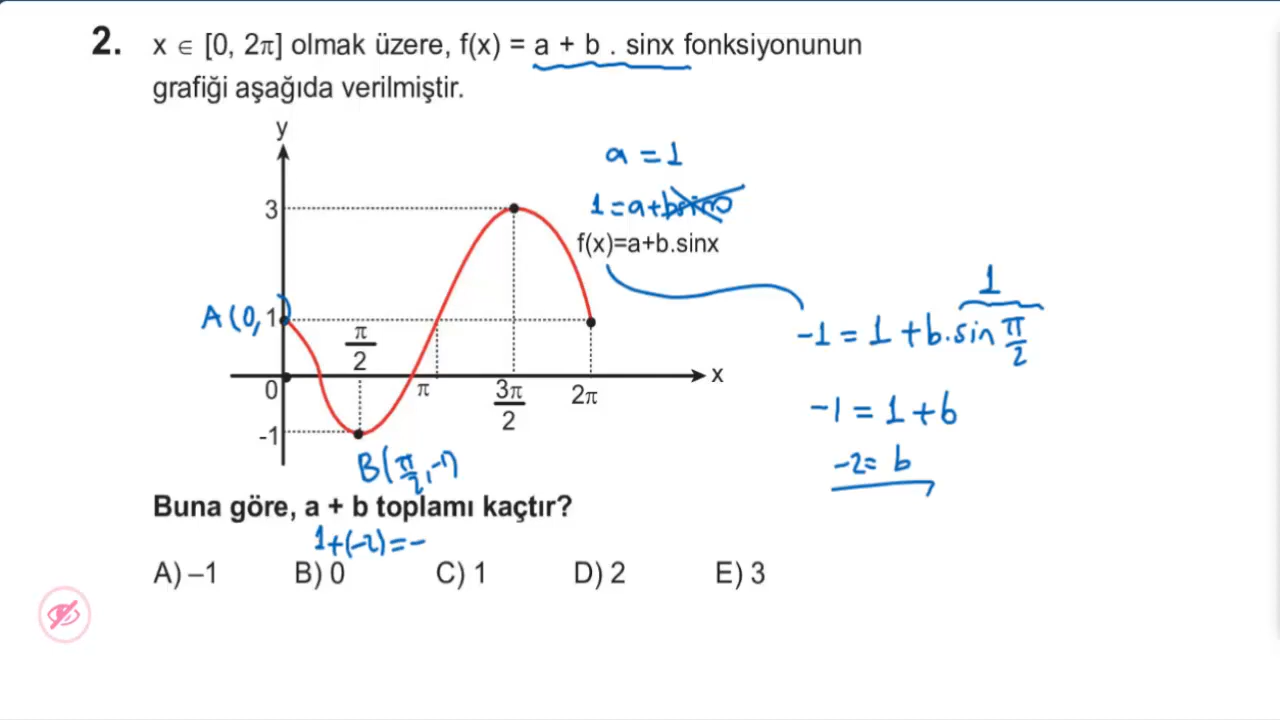 2. x ∈ [0, 2π] olmak üzere, f(x) = a + b . sinx fonksiyonunun
grafiği aşağıda verilmiştir.
y
a = 1
3
1 = a + b sin0
f(x)=a+b.sinx
1
A(0, 1)
1
π/2
-1 = 1 + b.sin π/2
x
0
π
3π/2
2π
-1 = 1 + b
-1
B(π/2, -1)
-2 = b
Buna göre, a + b toplamı kaçtır?
1+(-2)=-
A) –1 B) 0 C) 1 D) 2 E) 3